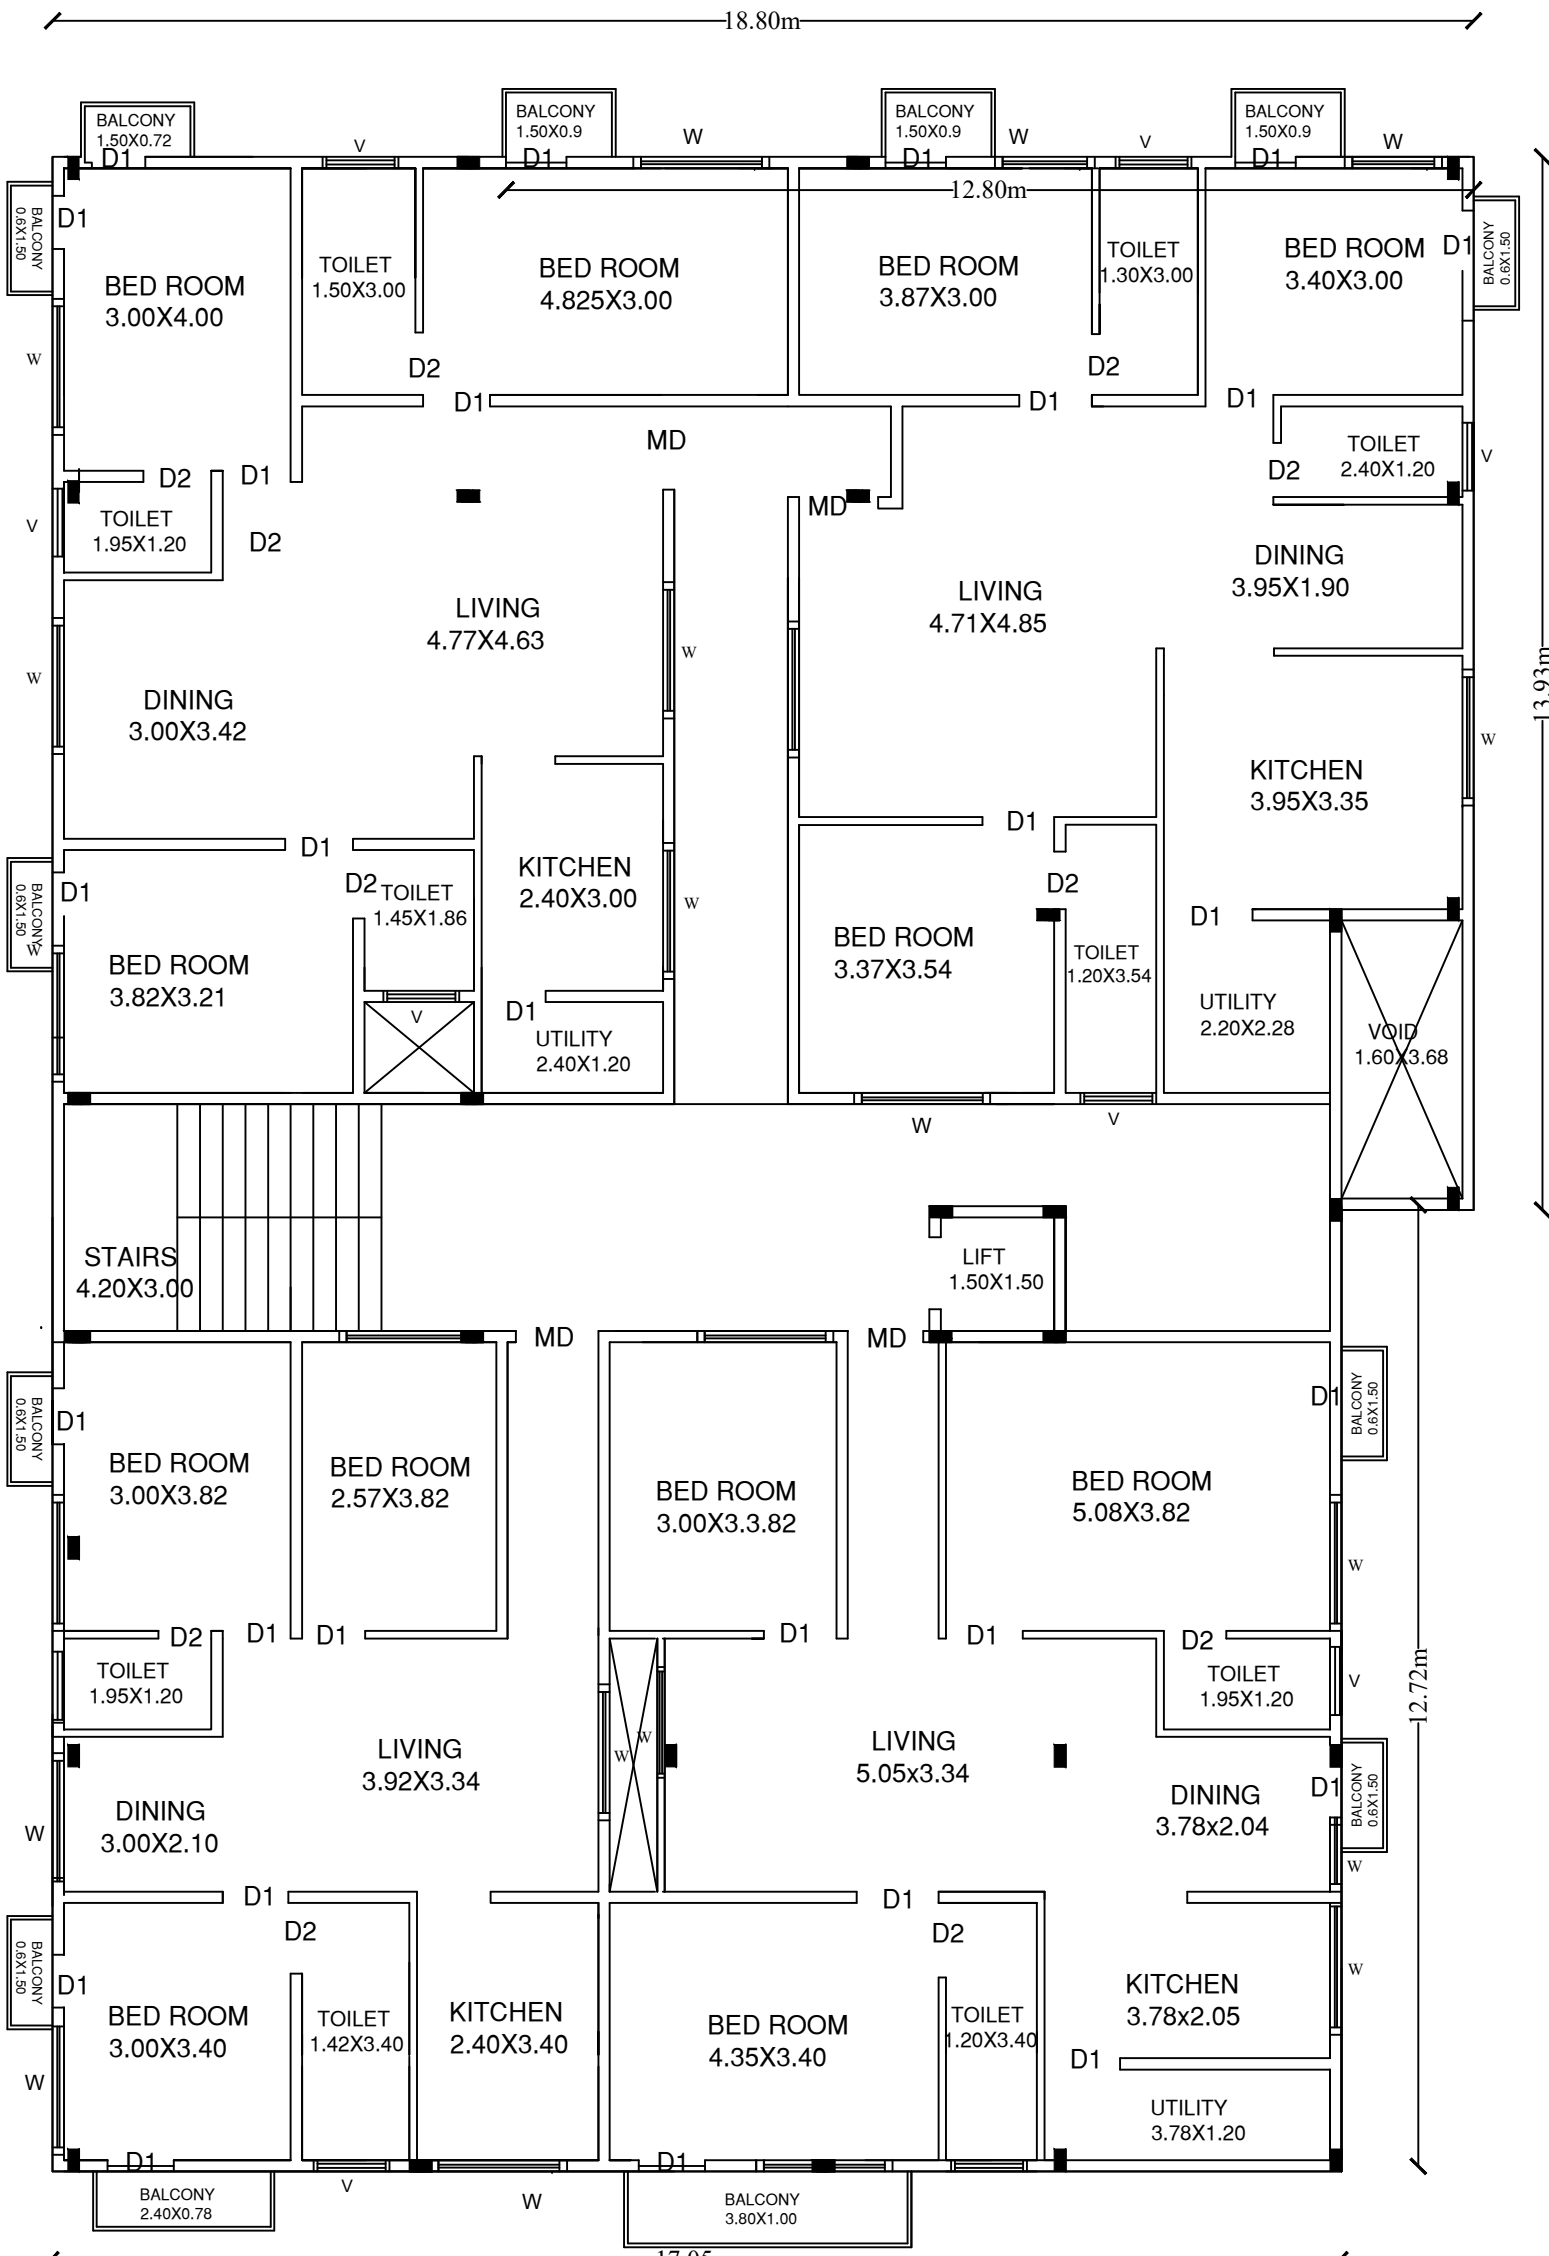 18.80m
BALCONY
1.50X0.72
D1
V
BALCONY
1.50X0.9
D1
W
BALCONY
1.50X0.9
D1
W
V
BALCONY
1.50X0.9
D1
W
12.80m
BALCONY
0.6X1.50
D1
BED ROOM
3.00X4.00
TOILET
1.50X3.00
BED ROOM
4.825X3.00
BED ROOM
3.87X3.00
TOILET
1.30X3.00
BED ROOM
3.40X3.00
D1
BALCONY
0.6X1.50
W
D2
D1
D2
D1
D1
MD
TOILET
2.40X1.20
V
D2
D2
D1
MD
V
TOILET
1.95X1.20
D2
DINING
3.95X1.90
LIVING
4.77X4.63
LIVING
4.71X4.85
13.93m
W
W
DINING
3.00X3.42
W
KITCHEN
3.95X3.35
D1
D1
BALCONY
0.6X1.50
W
D1
D2
TOILET
1.45X1.86
KITCHEN
2.40X3.00
W
D2
D1
BED ROOM
3.82X3.21
BED ROOM
3.37X3.54
TOILET
1.20X3.54
V
D1
UTILITY
2.40X1.20
UTILITY
2.20X2.28
VOID
1.60X3.68
W
V
STAIRS
4.20X3.00
LIFT
1.50X1.50
MD
MD
BALCONY
0.6X1.50
D1
BED ROOM
3.00X3.82
BED ROOM
2.57X3.82
BED ROOM
3.00X3.3.82
BED ROOM
5.08X3.82
D1
BALCONY
0.6X1.50
W
D2
D1
D1
D1
D1
D2
TOILET
1.95X1.20
TOILET
1.95X1.20
V
12.72m
LIVING
3.92X3.34
W
W
LIVING
5.05x3.34
W
DINING
3.00X2.10
DINING
3.78x2.04
D1
BALCONY
0.6X1.50
W
D1
D1
BALCONY
0.6X1.50
D1
D2
D2
W
BED ROOM
3.00X3.40
TOILET
1.42X3.40
KITCHEN
2.40X3.40
BED ROOM
4.35X3.40
TOILET
1.20X3.40
KITCHEN
3.78x2.05
W
D1
UTILITY
3.78X1.20
D1
D1
V
W
BALCONY
2.40X0.78
BALCONY
3.80X1.00